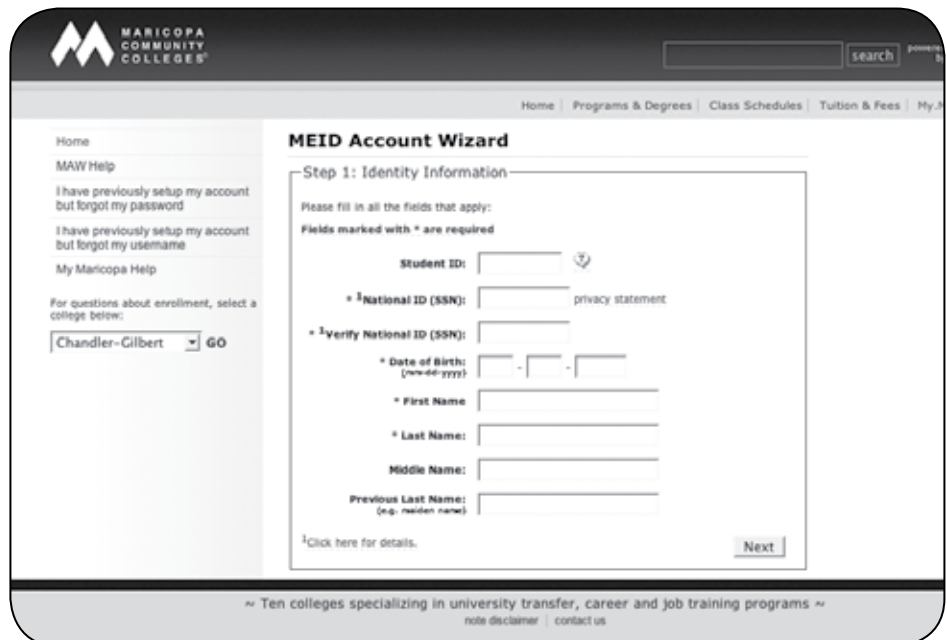 MARICOPA
COMMUNITY
COLLEGES®
search
Home | Programs & Degrees | Class Schedules | Tuition & Fees |
Home
MAW Help
I have previously setup my account
but forgot my password
I have previously setup my account
but forgot my username
My Maricopa Help
For questions about enrollment, select a
college below:
Chandler-Gilbert GO
MEID Account Wizard
Step 1: Identity Information
Please fill in all the fields that apply:
Fields marked with * are required
Student ID: ?
* 1National ID (SSN): privacy statement
* 1Verify National ID (SSN):
* Date of Birth: - -
(mm-dd-yyyy)
* First Name
* Last Name:
Middle Name:
Previous Last Name:
(e.g. maiden name)
1Click here for details.
Next
~ Ten colleges specializing in university transfer, career and job training programs ~
note disclaimer | contact us